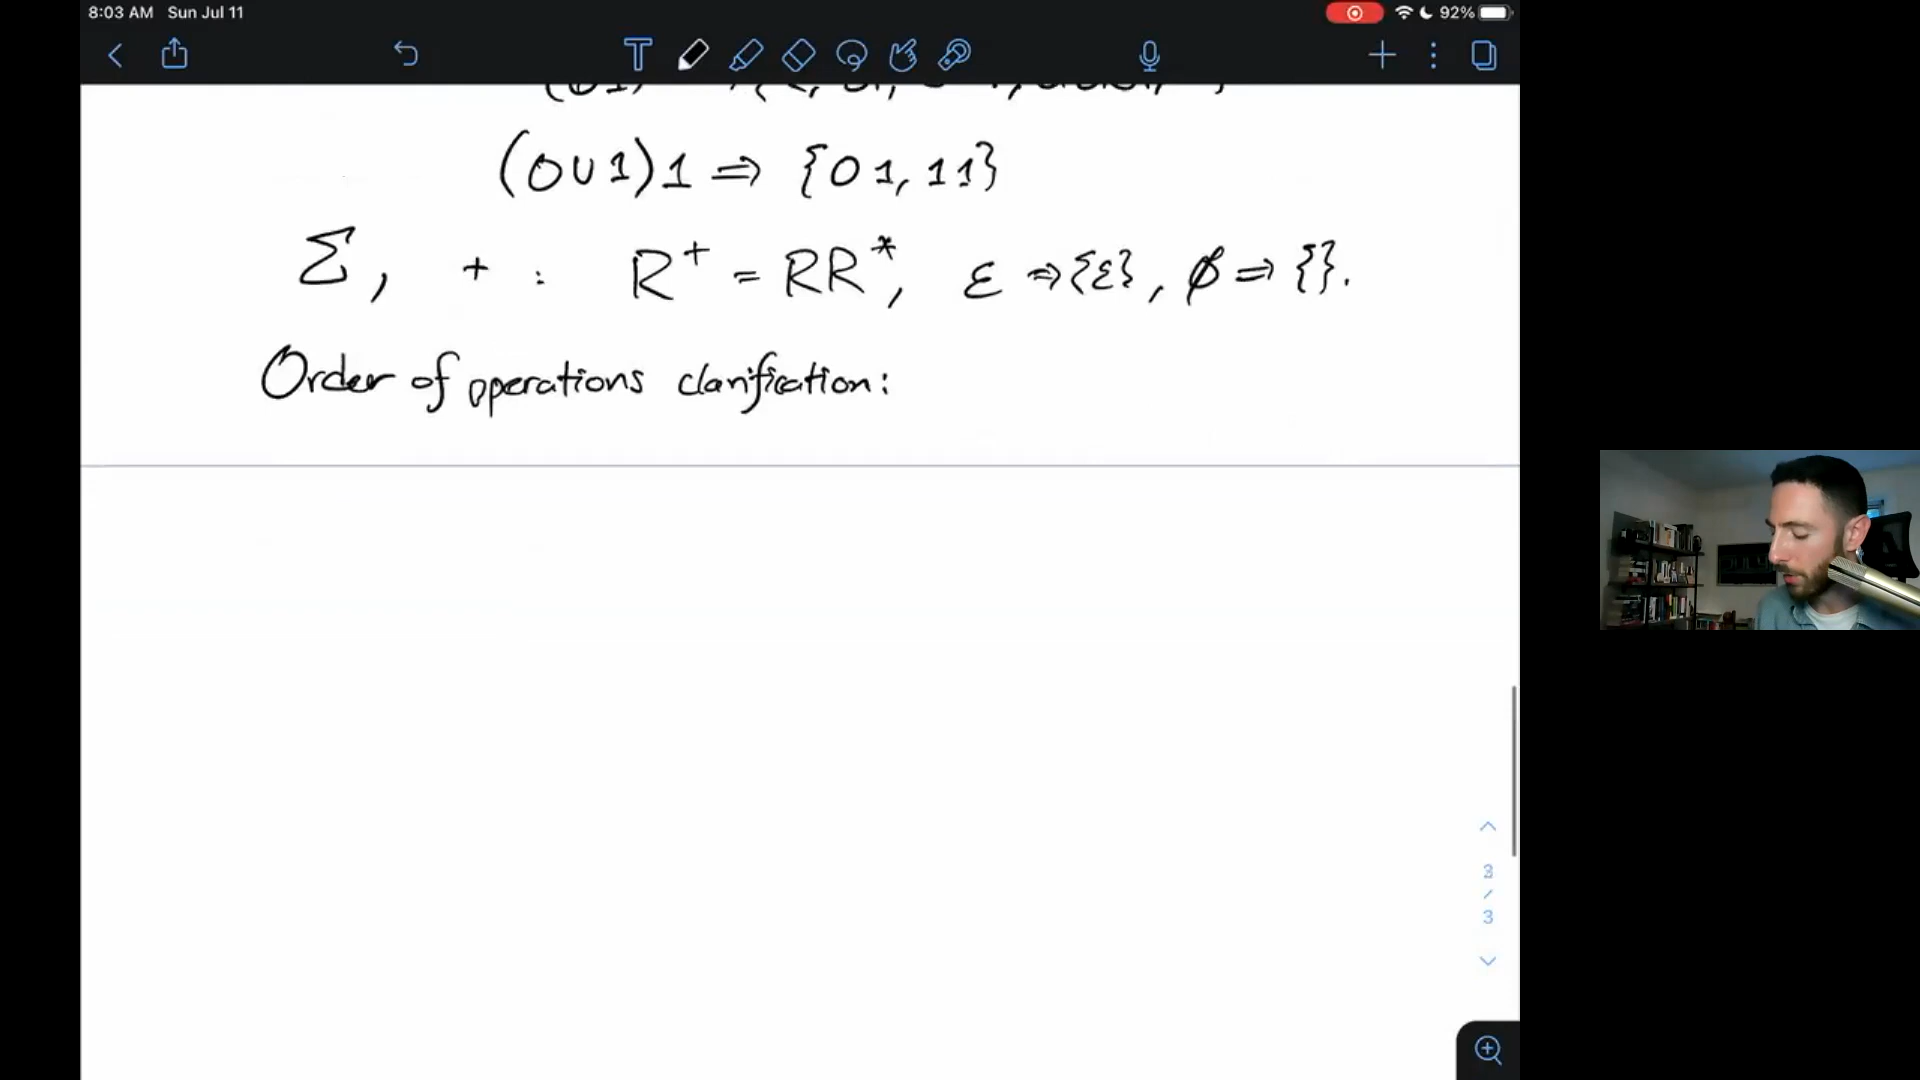 8:03 AM Sun Jul 11
92%
T
(0∪1)1 ⇒ {01, 11}
Σ, + : R⁺ = RR*, ε ⇒ {ε}, ∅ ⇒ {}.
Order of operations clarification:
3
/
3